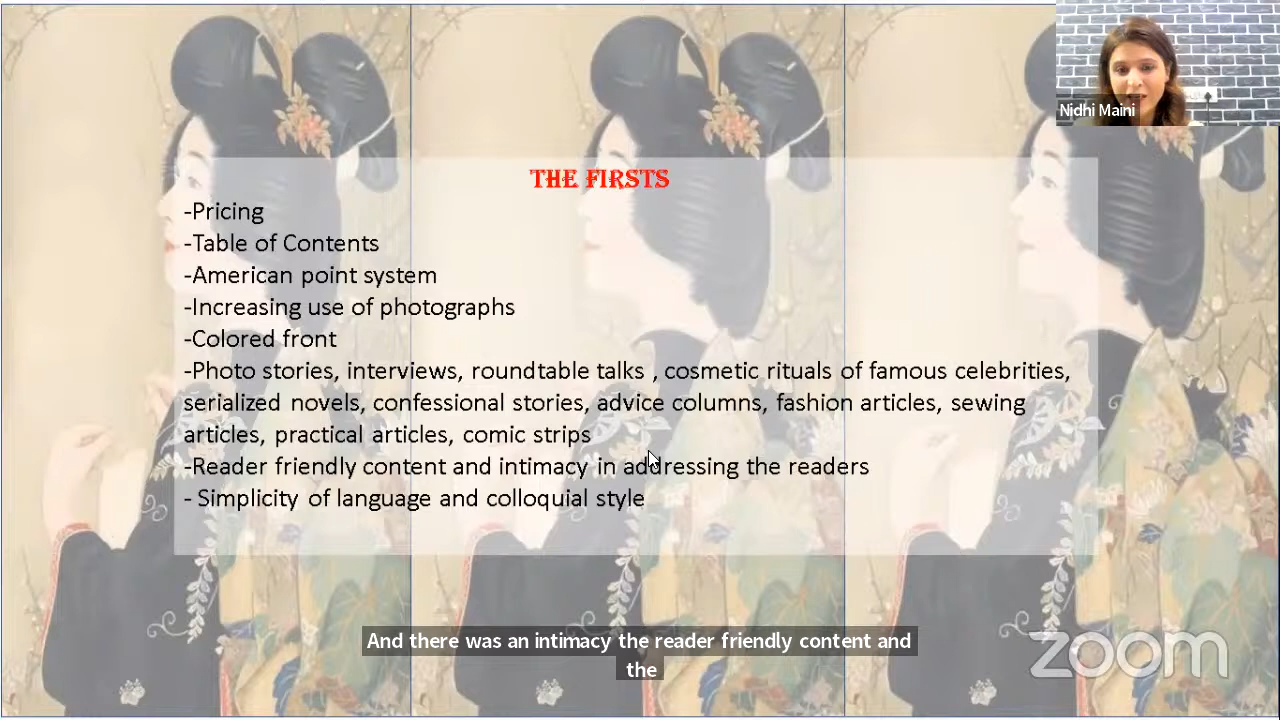 Nidhi Maini
THE FIRSTS
-Pricing
-Table of Contents
-American point system
-Increasing use of photographs
-Colored front
-Photo stories, interviews, roundtable talks , cosmetic rituals of famous celebrities,
serialized novels, confessional stories, advice columns, fashion articles, sewing
articles, practical articles, comic strips
-Reader friendly content and intimacy in addressing the readers
- Simplicity of language and colloquial style
And there was an intimacy the reader friendly content and
the
zoom